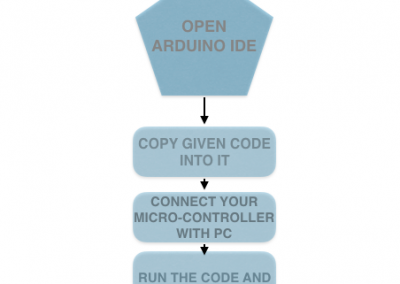 OPEN
ARDUINO IDE
COPY GIVEN CODE
INTO IT
CONNECT YOUR
MICRO-CONTROLLER
WITH PC
RUN THE CODE AND